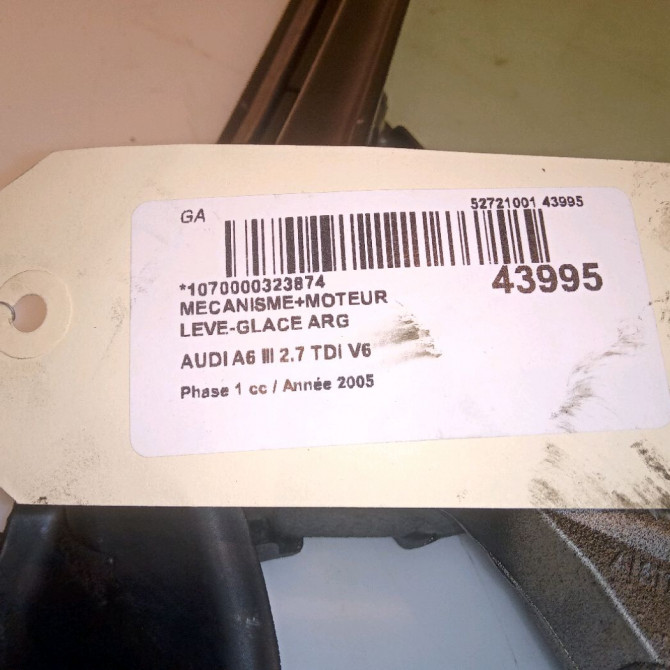 GA
52721001 43995
*1070000323874
43995
MECANISME+MOTEUR
LEVE-GLACE ARG
AUDI A6 III 2.7 TDI V6
Phase 1 cc / Année 2005